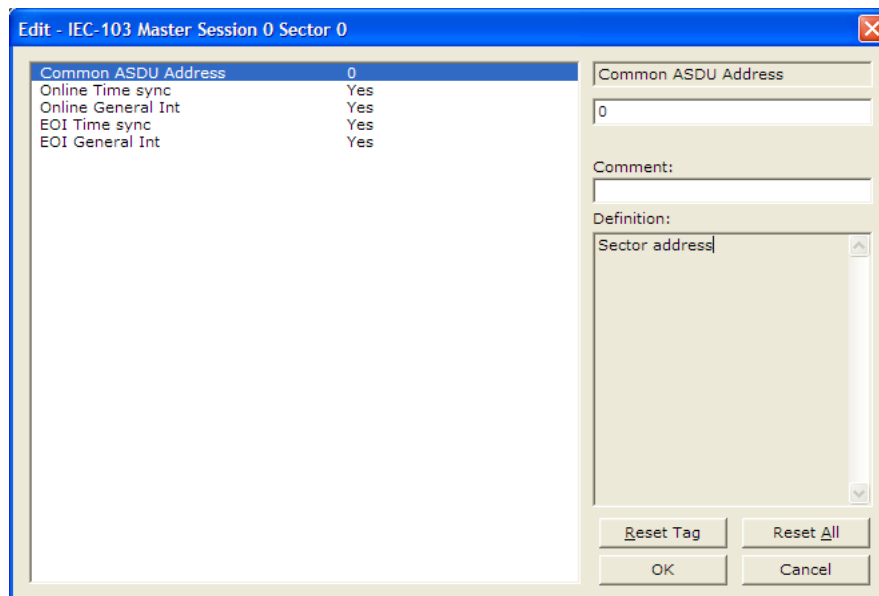 Edit - IEC-103 Master Session 0 Sector 0
Common ASDU Address 0
Online Time sync Yes
Online General Int Yes
EOI Time sync Yes
EOI General Int Yes
Common ASDU Address
0
Comment:
Definition:
Sector address
Reset Tag Reset All
OK Cancel